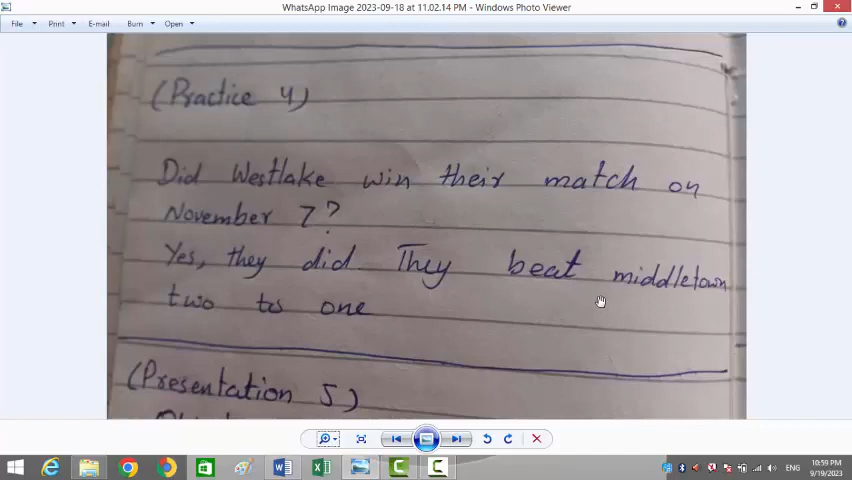 WhatsApp Image 2023-09-18 at 11.02.14 PM - Windows Photo Viewer
File Print E-mail Burn Open
(Practice 4)
Did Westlake win their match on
November 7?
Yes, they did They beat middletown
two to one
(Presentation 5)
ENG 10:59 PM
9/19/2023